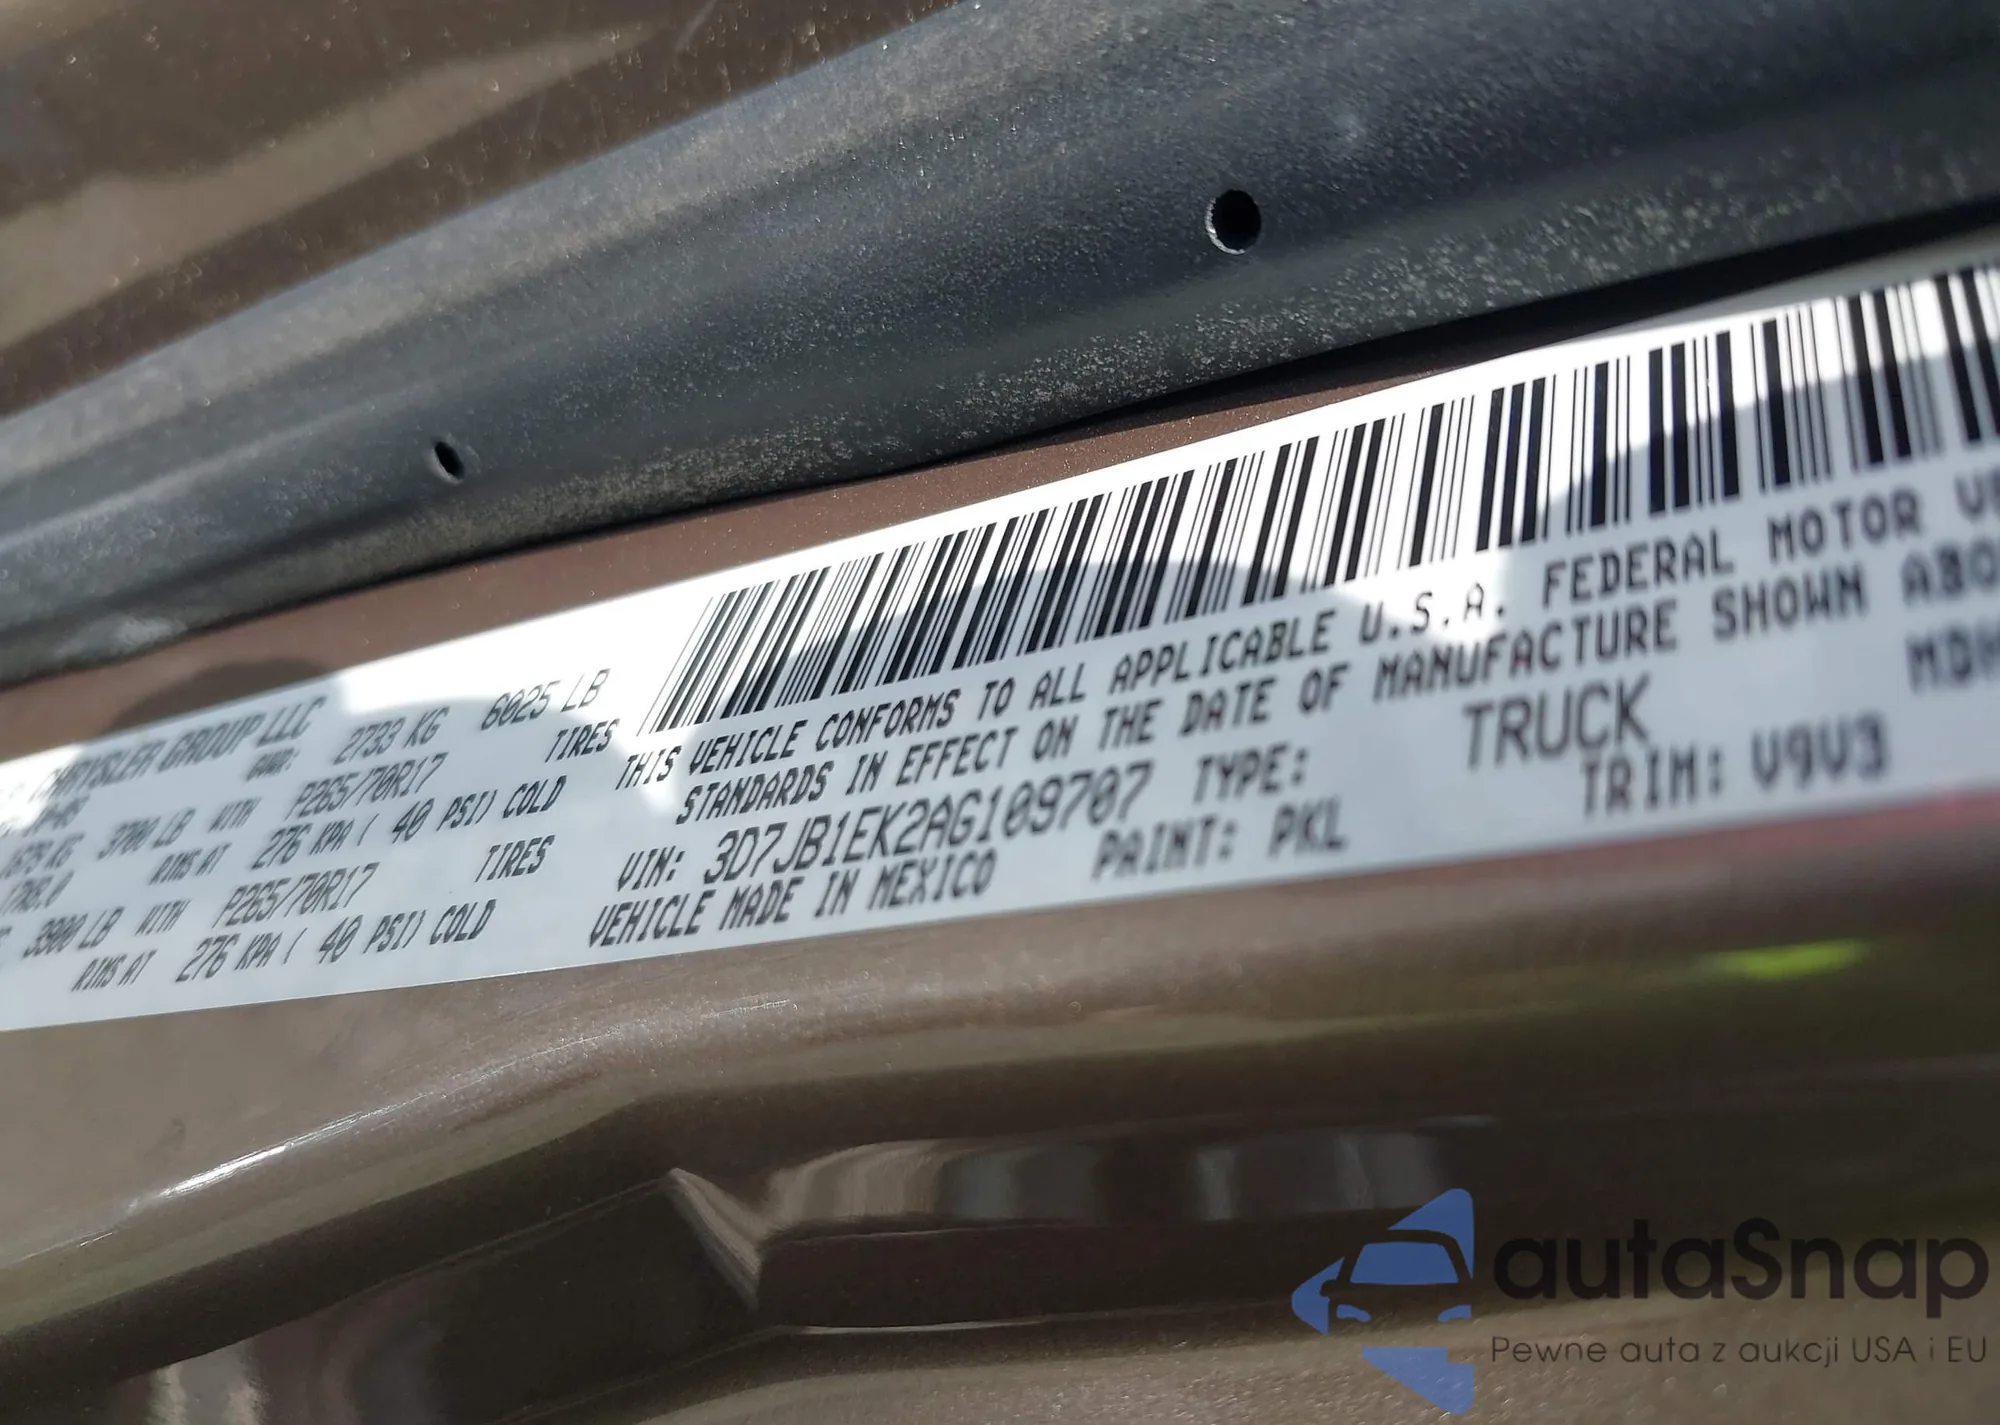 CHRYSLER GROUP LLC
GVWR: 2733 KG 6025 LB
TIRES
3700 LB WITH P265/70R17
RIMS AT 276 KPA ( 40 PSI) COLD
TIRES
3900 LB WITH P265/70R17
RIMS AT 276 KPA ( 40 PSI) COLD
THIS VEHICLE CONFORMS TO ALL APPLICABLE U.S.A. FEDERAL MOTOR
STANDARDS IN EFFECT ON THE DATE OF MANUFACTURE SHOWN
VIN: 3D7JB1EK2AG109707 TYPE: TRUCK
VEHICLE MADE IN MEXICO PAINT: PKL TRIM: V9V3
autaSnap
Pewne auta z aukcji USA i EU